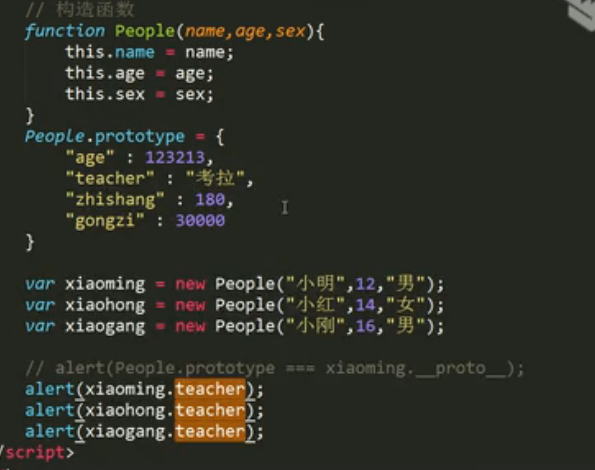 // 构造函数
function People(name,age,sex){
this.name = name;
this.age = age;
this.sex = sex;
}
People.prototype = {
"age" : 123213,
"teacher" : "考拉",
"zhishang" : 180,
"gongzi" : 30000
}
var xiaoming = new People("小明",12,"男");
var xiaohong = new People("小红",14,"女");
var xiaogang = new People("小刚",16,"男");
// alert(People.prototype === xiaoming.__proto__);
alert(xiaoming.teacher);
alert(xiaohong.teacher);
alert(xiaogang.teacher);
/script>